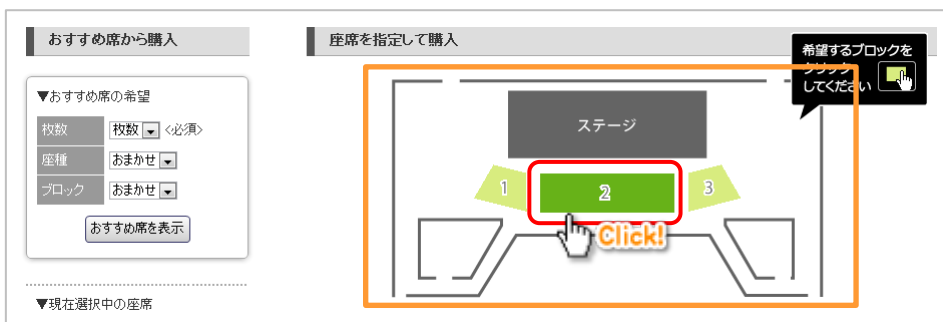 おすすめ席から購入
▼おすすめ席の希望
枚数 枚数 <必須>
座種 おまかせ
ブロック おまかせ
おすすめ席を表示
▼現在選択中の座席
座席を指定して購入
希望するブロックを
クリック
してください
ステージ
1 2 3
Click!